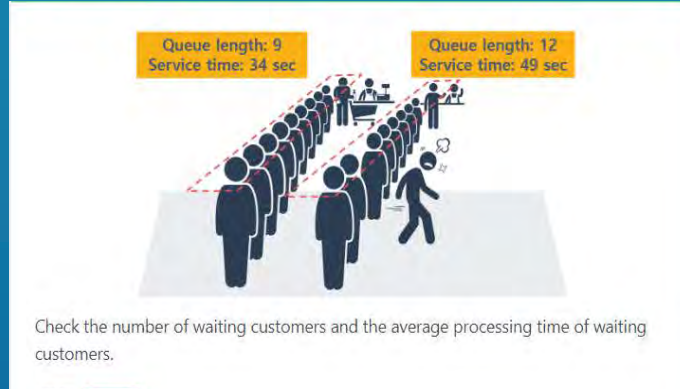 Queue length: 9
Service time: 34 sec
Queue length: 12
Service time: 49 sec
Check the number of waiting customers and the average processing time of waiting
customers.